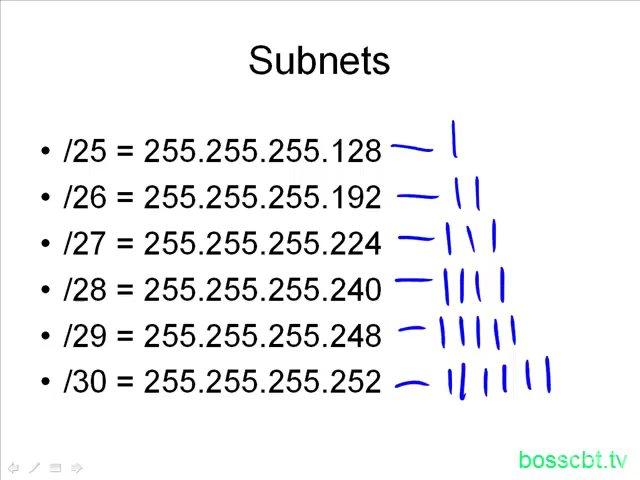 Subnets
• /25 = 255.255.255.128 — |
• /26 = 255.255.255.192 — ||
• /27 = 255.255.255.224 — |||
• /28 = 255.255.255.240 — ||||
• /29 = 255.255.255.248 — |||||
• /30 = 255.255.255.252 — ||||||
bosscbt.tv